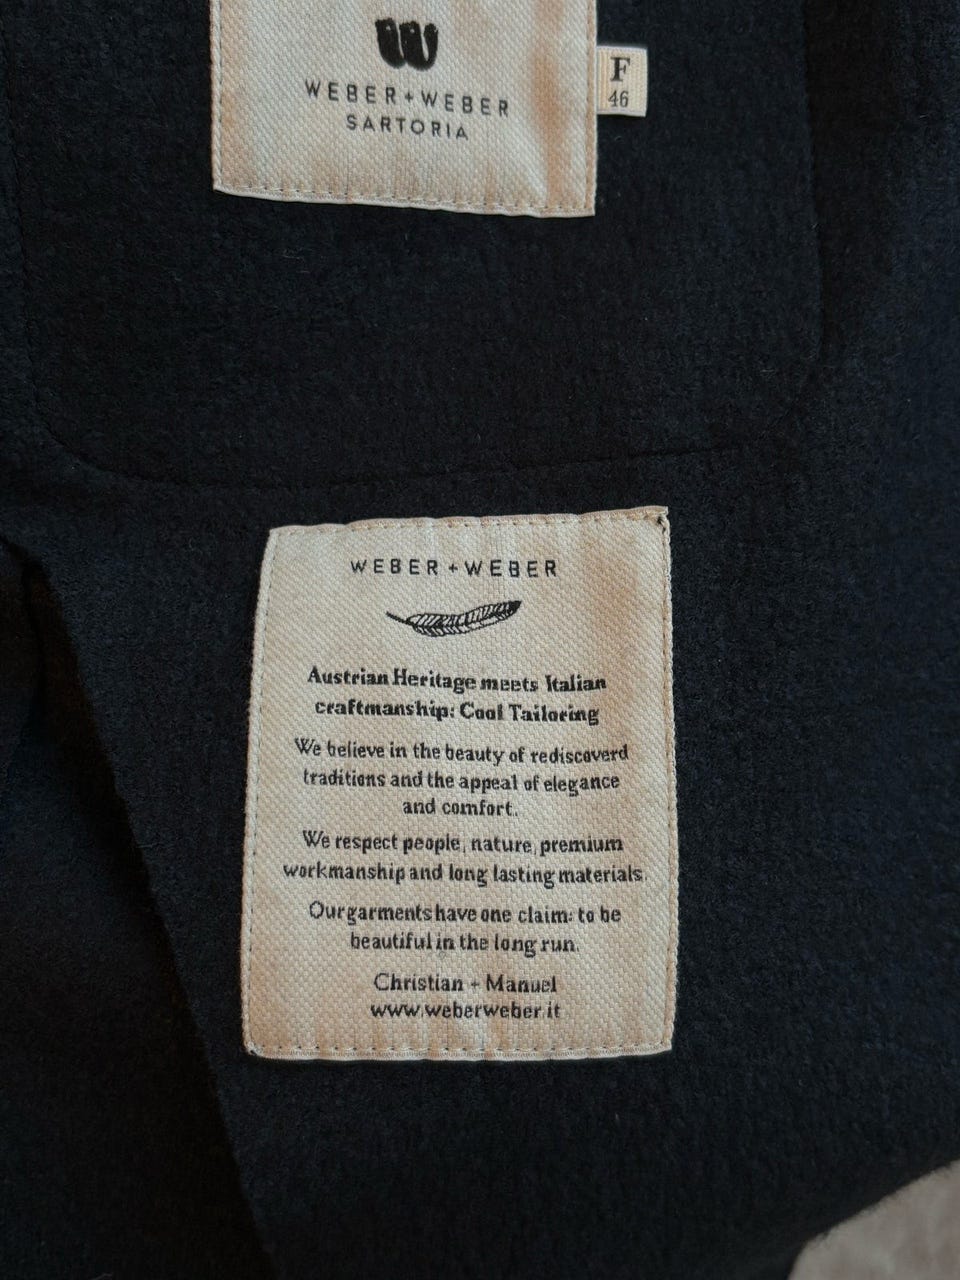 WEBER+WEBER
SARTORIA
F
46
WEBER + WEBER
Austrian Heritage meets Italian
craftmanship: Cool Tailoring
We believe in the beauty of rediscoverd
traditions and the appeal of elegance
and comfort.
We respect people, nature, premium
workmanship and long lasting materials.
Our garments have one claim: to be
beautiful in the long run.
Christian + Manuel
www.weberweber.it